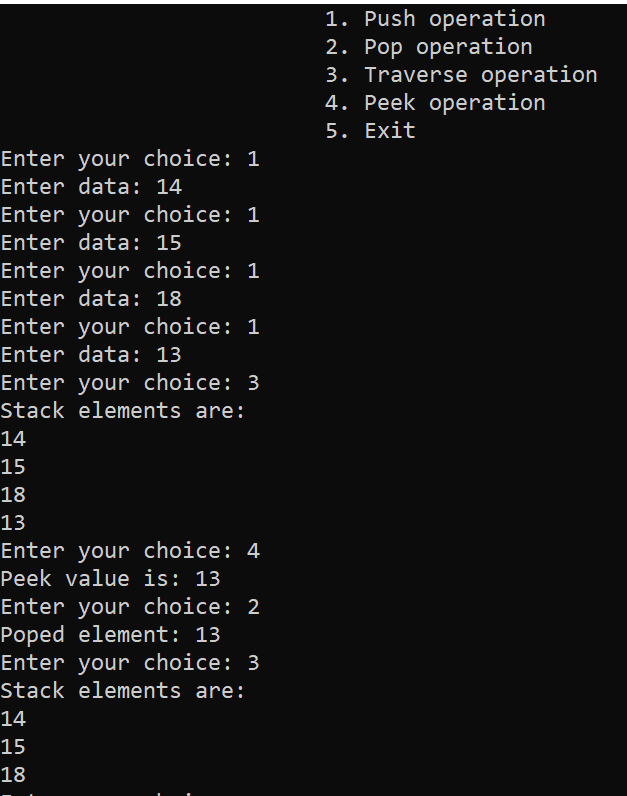 1. Push operation
2. Pop operation
3. Traverse operation
4. Peek operation
5. Exit
Enter your choice: 1
Enter data: 14
Enter your choice: 1
Enter data: 15
Enter your choice: 1
Enter data: 18
Enter your choice: 1
Enter data: 13
Enter your choice: 3
Stack elements are:
14
15
18
13
Enter your choice: 4
Peek value is: 13
Enter your choice: 2
Poped element: 13
Enter your choice: 3
Stack elements are:
14
15
18